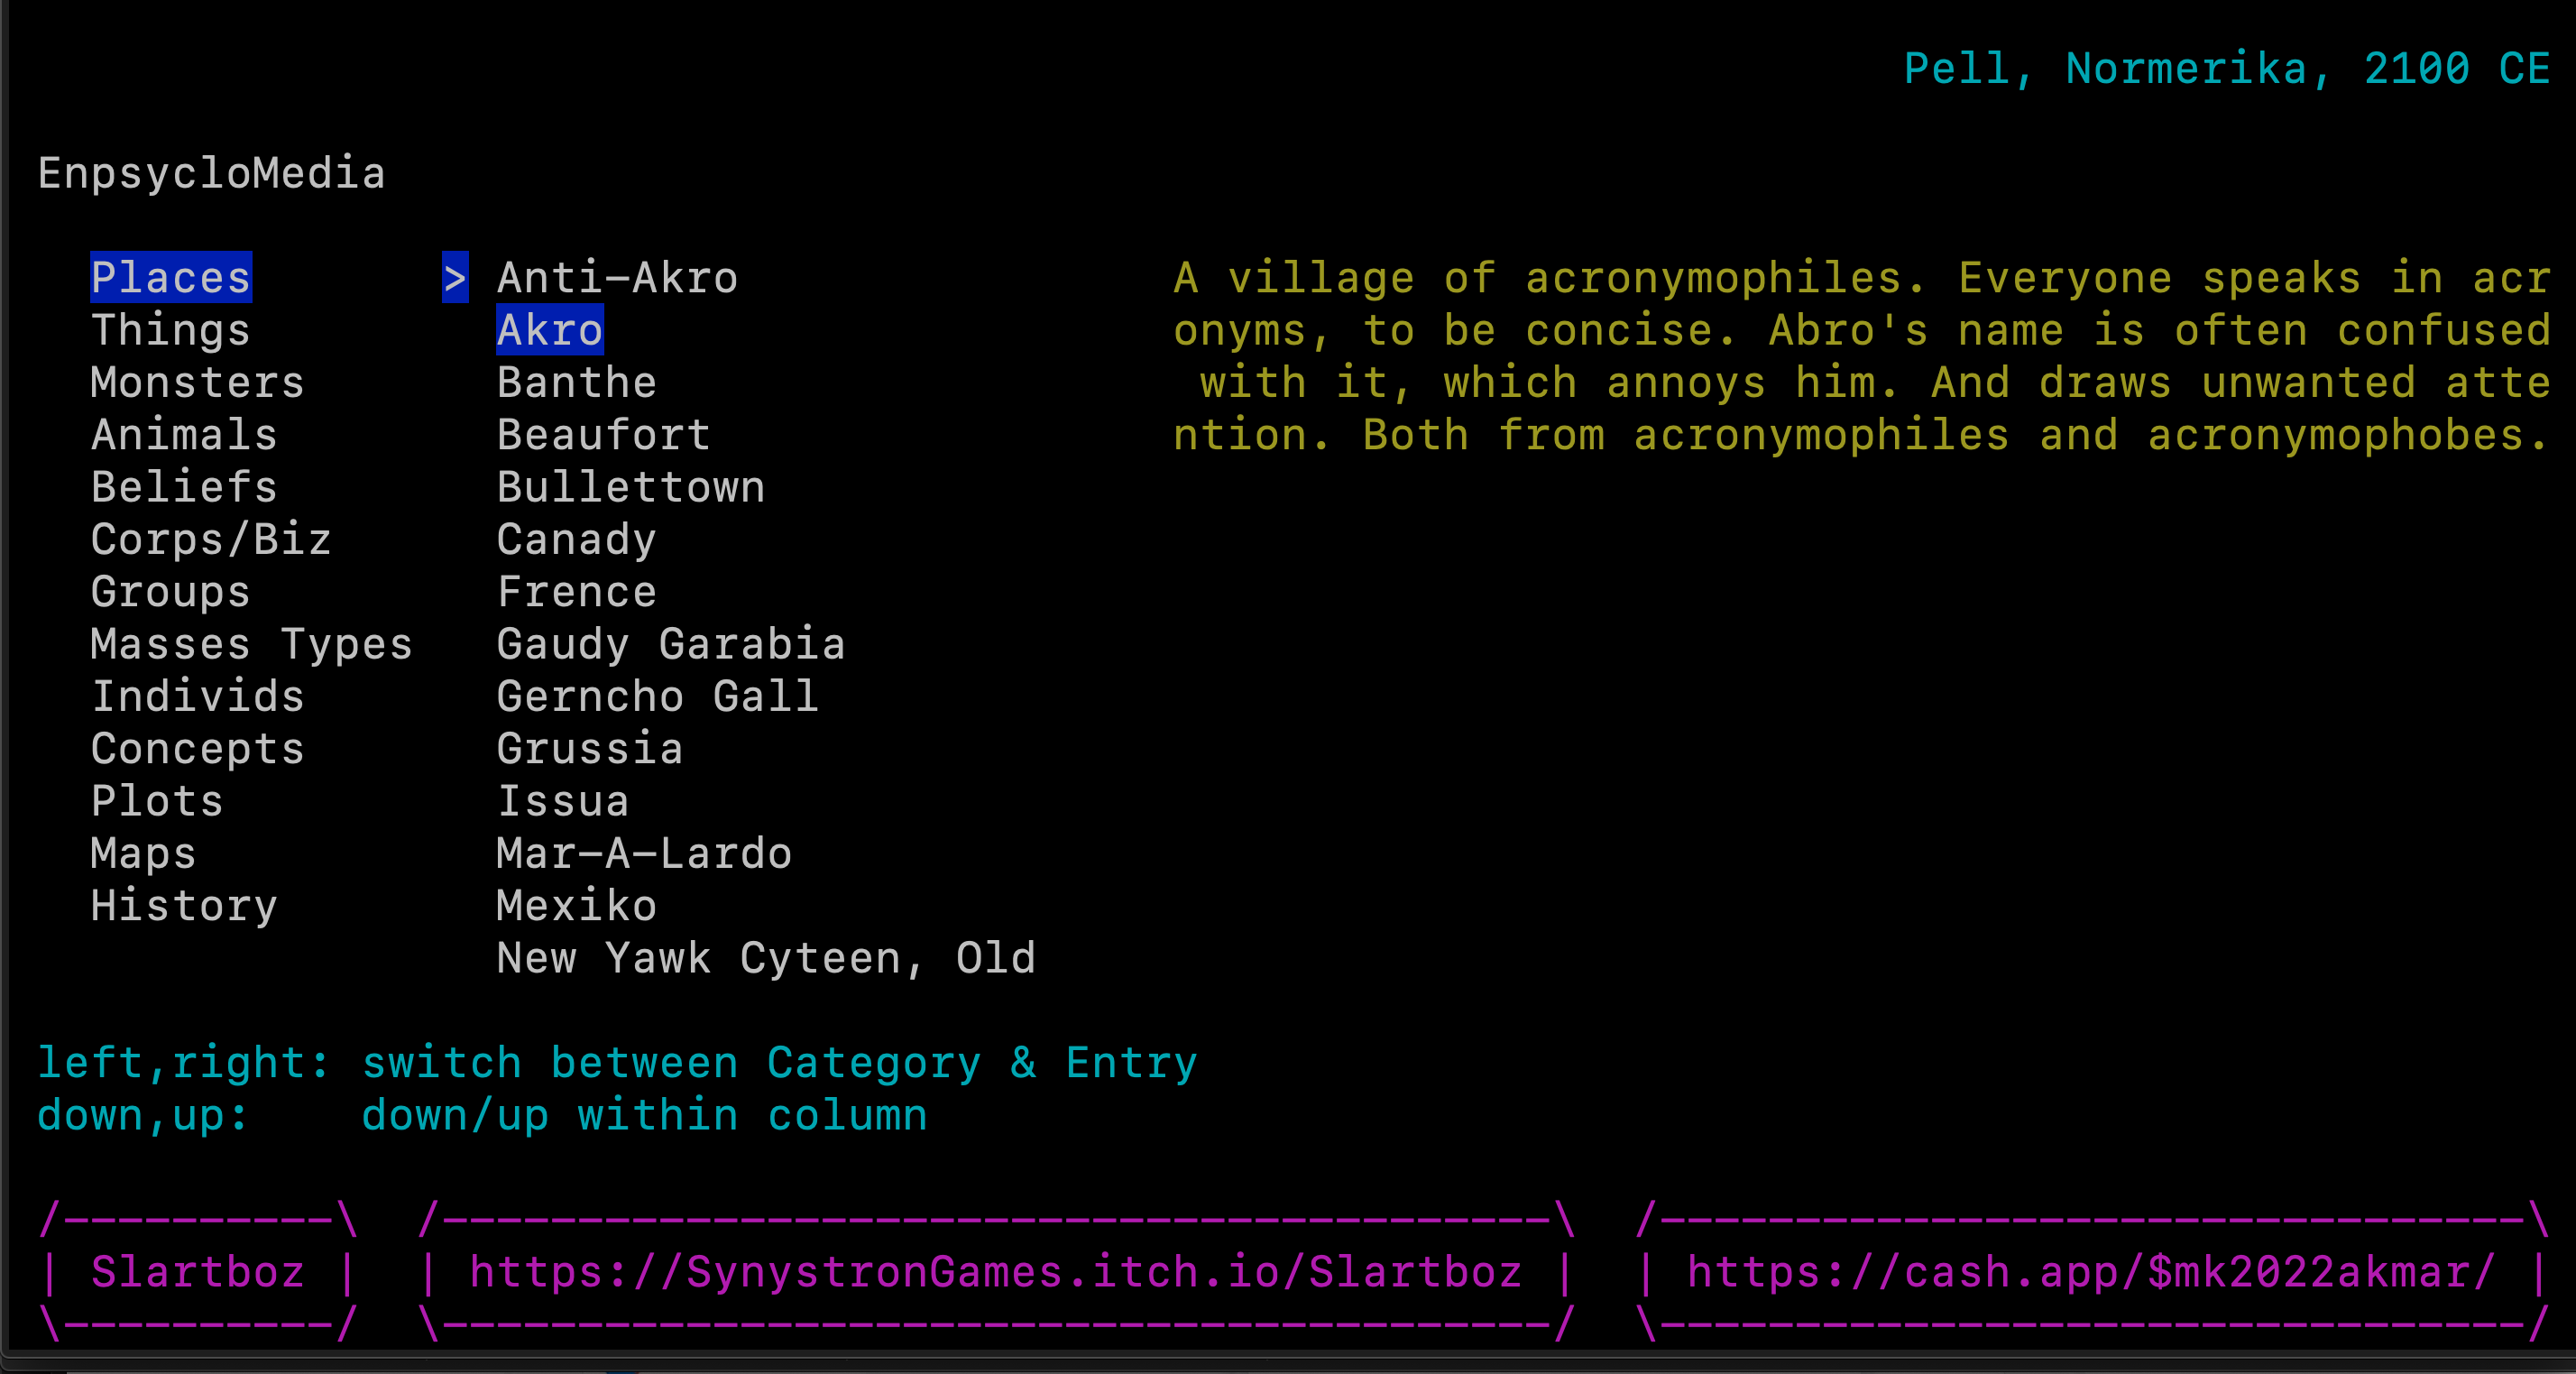 Pell, Normerika, 2100 CE
EnpsycloMedia
Places > Anti-Akro A village of acronymophiles. Everyone speaks in acr
Things Akro onyms, to be concise. Abro's name is often confused
Monsters Banthe with it, which annoys him. And draws unwanted atte
Animals Beaufort ntion. Both from acronymophiles and acronymophobes.
Beliefs Bullettown
Corps/Biz Canady
Groups Frence
Masses Types Gaudy Garabia
Individs Gerncho Gall
Concepts Grussia
Plots Issua
Maps Mar-A-Lardo
History Mexiko
New Yawk Cyteen, Old
left,right: switch between Category & Entry
down,up: down/up within column
/----------\ /-----------------------------------------\ /--------------------------------\
| Slartboz | | https://SynystronGames.itch.io/Slartboz | | https://cash.app/$mk2022akmar/ |
\----------/ \-----------------------------------------/ \--------------------------------/